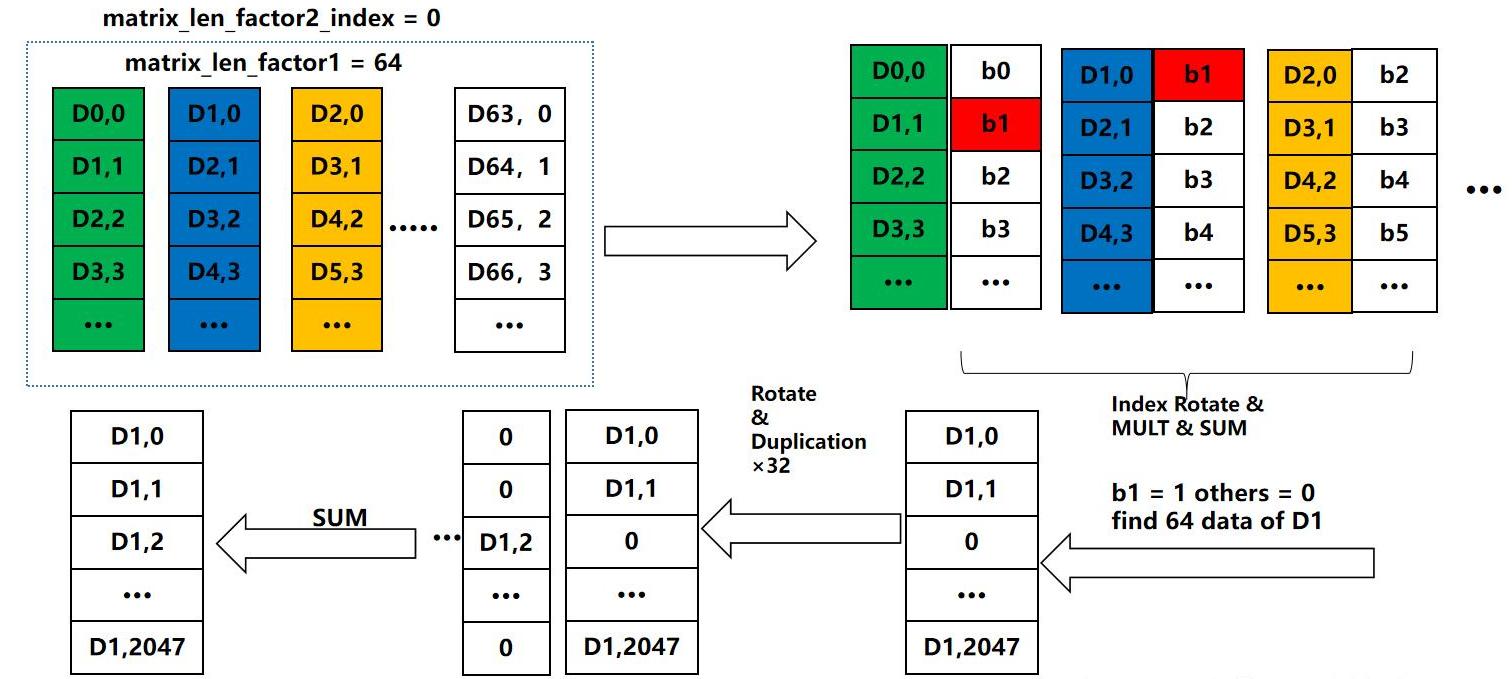 matrix_len_factor2_index = 0
matrix_len_factor1 = 64
D0,0 D1,0 D2,0 D63, 0
D1,1 D2,1 D3,1 D64, 1
D2,2 D3,2 D4,2 ..... D65, 2
D3,3 D4,3 D5,3 D66, 3
... ... ... ...
D0,0 b0 D1,0 b1 D2,0 b2
D1,1 b1 D2,1 b2 D3,1 b3
D2,2 b2 D3,2 b3 D4,2 b4 ...
D3,3 b3 D4,3 b4 D5,3 b5
... ... ... ... ... ...
Index Rotate &
MULT & SUM
b1 = 1 others = 0
find 64 data of D1
D1,0
D1,1
0
...
D1,2047
Rotate
&
Duplication
×32
0 D1,0
0 D1,1
... D1,2 0
... ...
0 D1,2047
SUM
D1,0
D1,1
D1,2
...
D1,2047